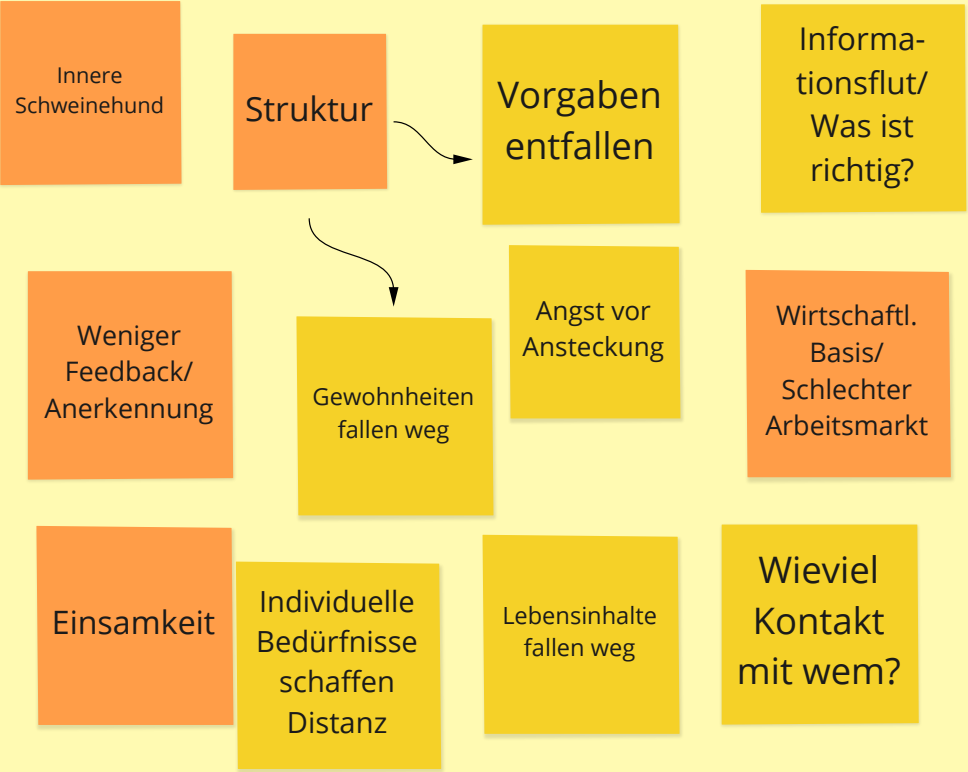 Innere
Schweinehund
Struktur
Vorgaben
entfallen
Informa-
tionsflut/
Was ist
richtig?
Weniger
Feedback/
Anerkennung
Gewohnheiten
fallen weg
Angst vor
Ansteckung
Wirtschaftl.
Basis/
Schlechter
Arbeitsmarkt
Einsamkeit
Individuelle
Bedürfnisse
schaffen
Distanz
Lebensinhalte
fallen weg
Wieviel
Kontakt
mit wem?